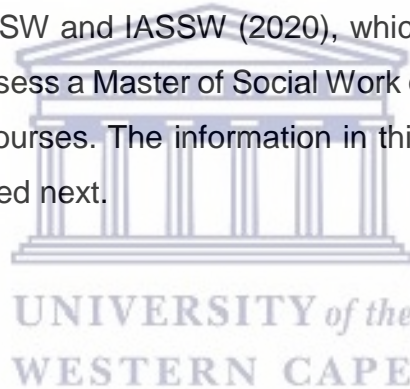 SW and IASSW (2020), whic
sess a Master of Social Work
ourses. The information in thi
ed next.
UNIVERSITY of the
WESTERN CAPE